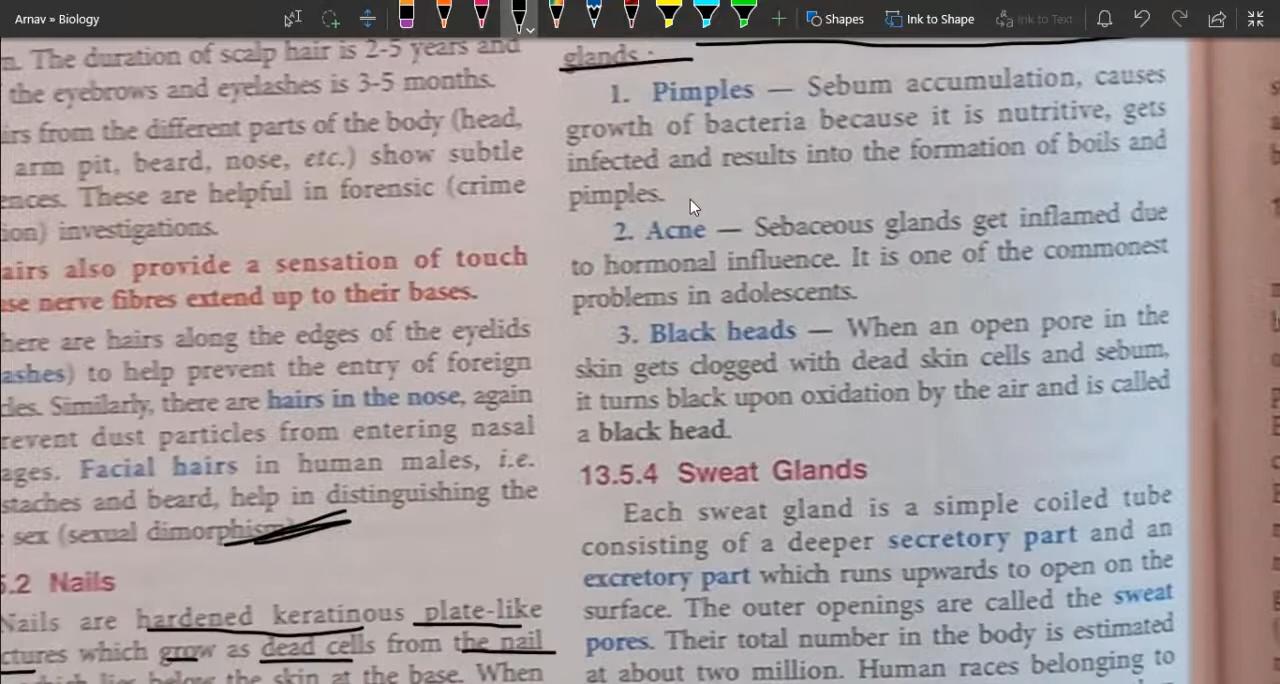 Arnav » Biology
Shapes
Ink to Shape
Ink to Text
n. The duration of scalp hair is 2-5 years and
the eyebrows and eyelashes is 3-5 months.
airs from the different parts of the body (head,
arm pit, beard, nose, etc.) show subtle
ences. These are helpful in forensic (crime
ion) investigations.
airs also provide a sensation of touch
use nerve fibres extend up to their bases.
here are hairs along the edges of the eyelids
ashes) to help prevent the entry of foreign
cles. Similarly, there are hairs in the nose, again
revent dust particles from entering nasal
ages. Facial hairs in human males, i.e.
staches and beard, help in distinguishing the
sex (sexual dimorphism)
5.2 Nails
Nails are hardened keratinous plate-like
ctures which grow as dead cells from the nail
which lies below the skin at the base. When
glands :
1. Pimples — Sebum accumulation, causes
growth of bacteria because it is nutritive, gets
infected and results into the formation of boils and
pimples.
2. Acne — Sebaceous glands get inflamed due
to hormonal influence. It is one of the commonest
problems in adolescents.
3. Black heads — When an open pore in the
skin gets clogged with dead skin cells and sebum,
it turns black upon oxidation by the air and is called
a black head.
13.5.4 Sweat Glands
Each sweat gland is a simple coiled tube
consisting of a deeper secretory part and an
excretory part which runs upwards to open on the
surface. The outer openings are called the sweat
pores. Their total number in the body is estimated
at about two million. Human races belonging to